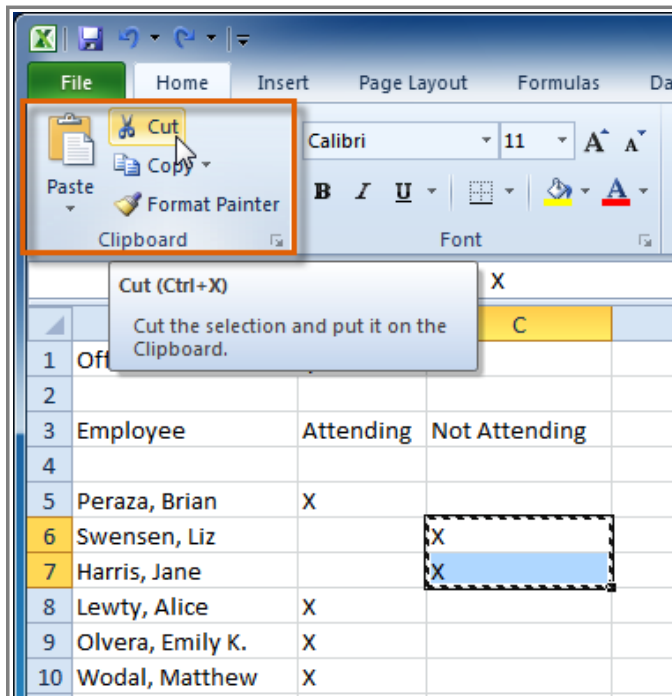 File Home Insert Page Layout Formulas Da
Cut
Copy
Paste
Format Painter
Clipboard
Calibri 11 A A
B I U A
Font
X
Cut (Ctrl+X)
Cut the selection and put it on the
Clipboard.
C
1 Off
2
3 Employee Attending Not Attending
4
5 Peraza, Brian X
6 Swensen, Liz X
7 Harris, Jane X
8 Lewty, Alice X
9 Olvera, Emily K. X
10 Wodal, Matthew X